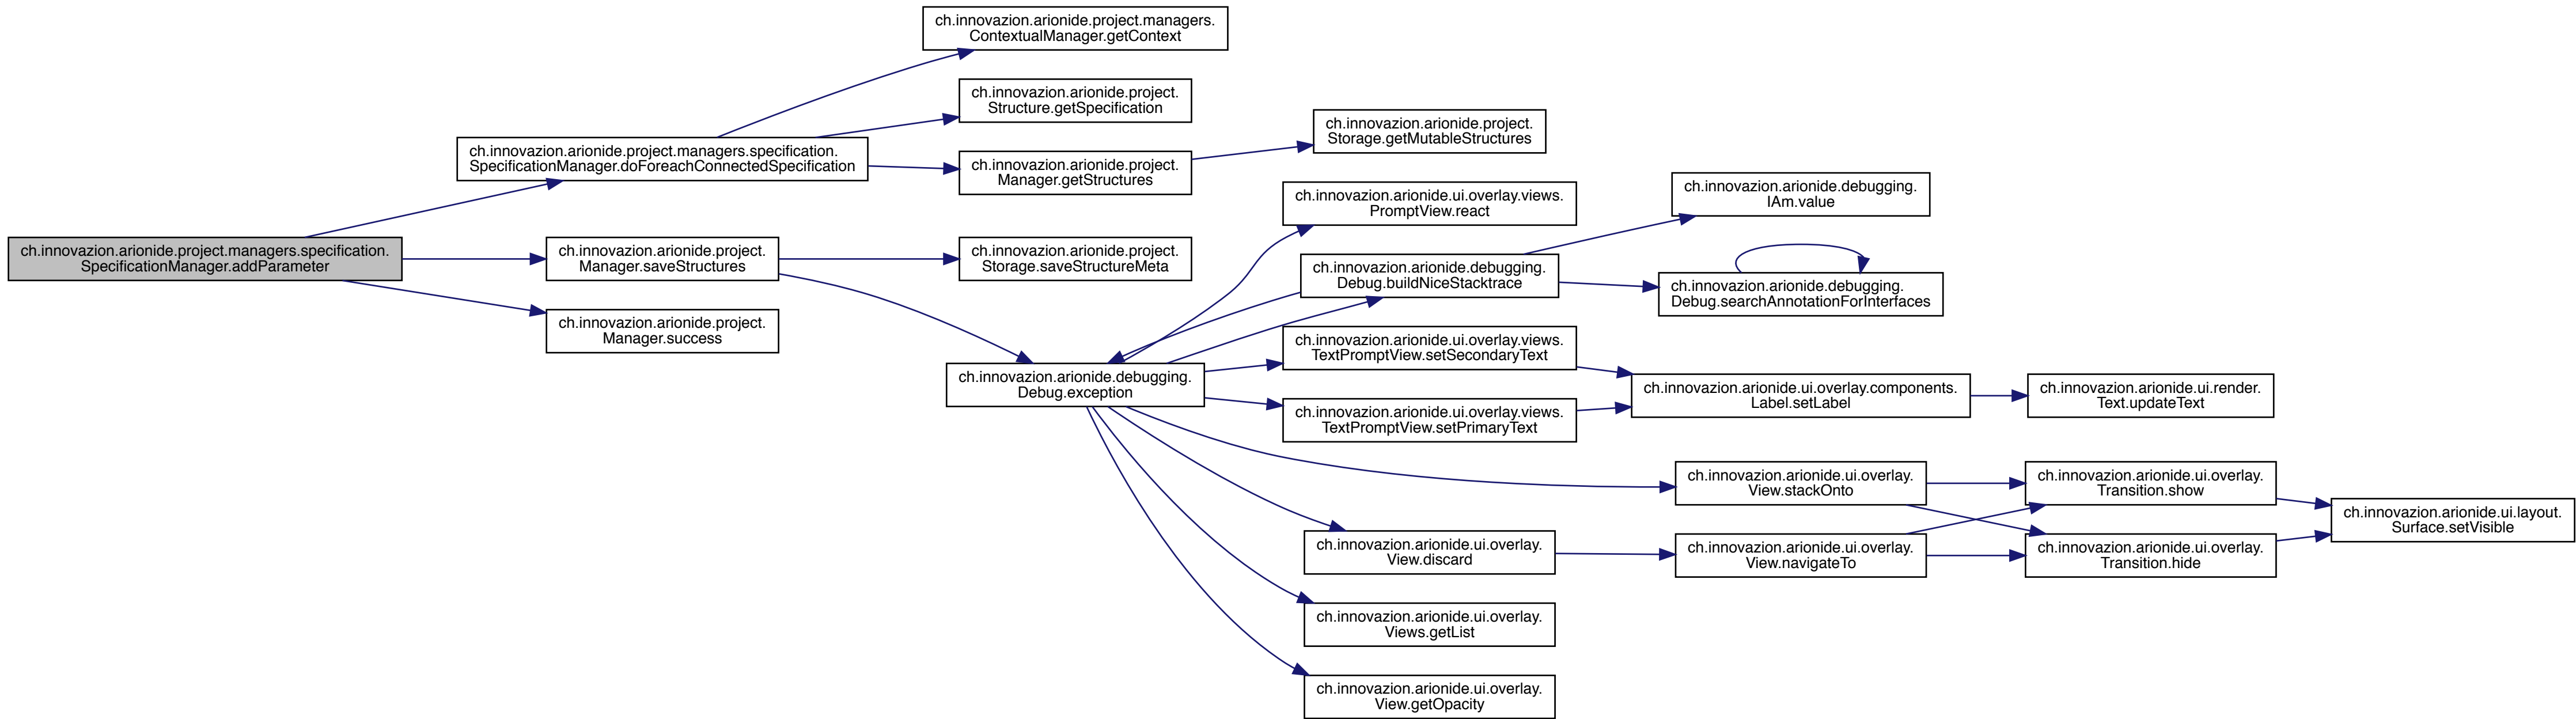 ch.innovazion.arionide.project.managers.
ContextualManager.getContext
ch.innovazion.arionide.project.
Structure.getSpecification
ch.innovazion.arionide.project.
Storage.getMutableStructures
ch.innovazion.arionide.project.managers.specification.
SpecificationManager.doForeachConnectedSpecification
ch.innovazion.arionide.project.
Manager.getStructures
ch.innovazion.arionide.debugging.
IAm.value
ch.innovazion.arionide.ui.overlay.views.
PromptView.react
ch.innovazion.arionide.project.managers.specification.
SpecificationManager.addParameter
ch.innovazion.arionide.project.
Manager.saveStructures
ch.innovazion.arionide.project.
Storage.saveStructureMeta
ch.innovazion.arionide.debugging.
Debug.buildNiceStacktrace
ch.innovazion.arionide.debugging.
Debug.searchAnnotationForInterfaces
ch.innovazion.arionide.project.
Manager.success
ch.innovazion.arionide.ui.overlay.views.
TextPromptView.setSecondaryText
ch.innovazion.arionide.debugging.
Debug.exception
ch.innovazion.arionide.ui.overlay.components.
Label.setLabel
ch.innovazion.arionide.ui.render.
Text.updateText
ch.innovazion.arionide.ui.overlay.views.
TextPromptView.setPrimaryText
ch.innovazion.arionide.ui.overlay.
View.stackOnto
ch.innovazion.arionide.ui.overlay.
Transition.show
ch.innovazion.arionide.ui.layout.
Surface.setVisible
ch.innovazion.arionide.ui.overlay.
View.discard
ch.innovazion.arionide.ui.overlay.
View.navigateTo
ch.innovazion.arionide.ui.overlay.
Transition.hide
ch.innovazion.arionide.ui.overlay.
Views.getList
ch.innovazion.arionide.ui.overlay.
View.getOpacity